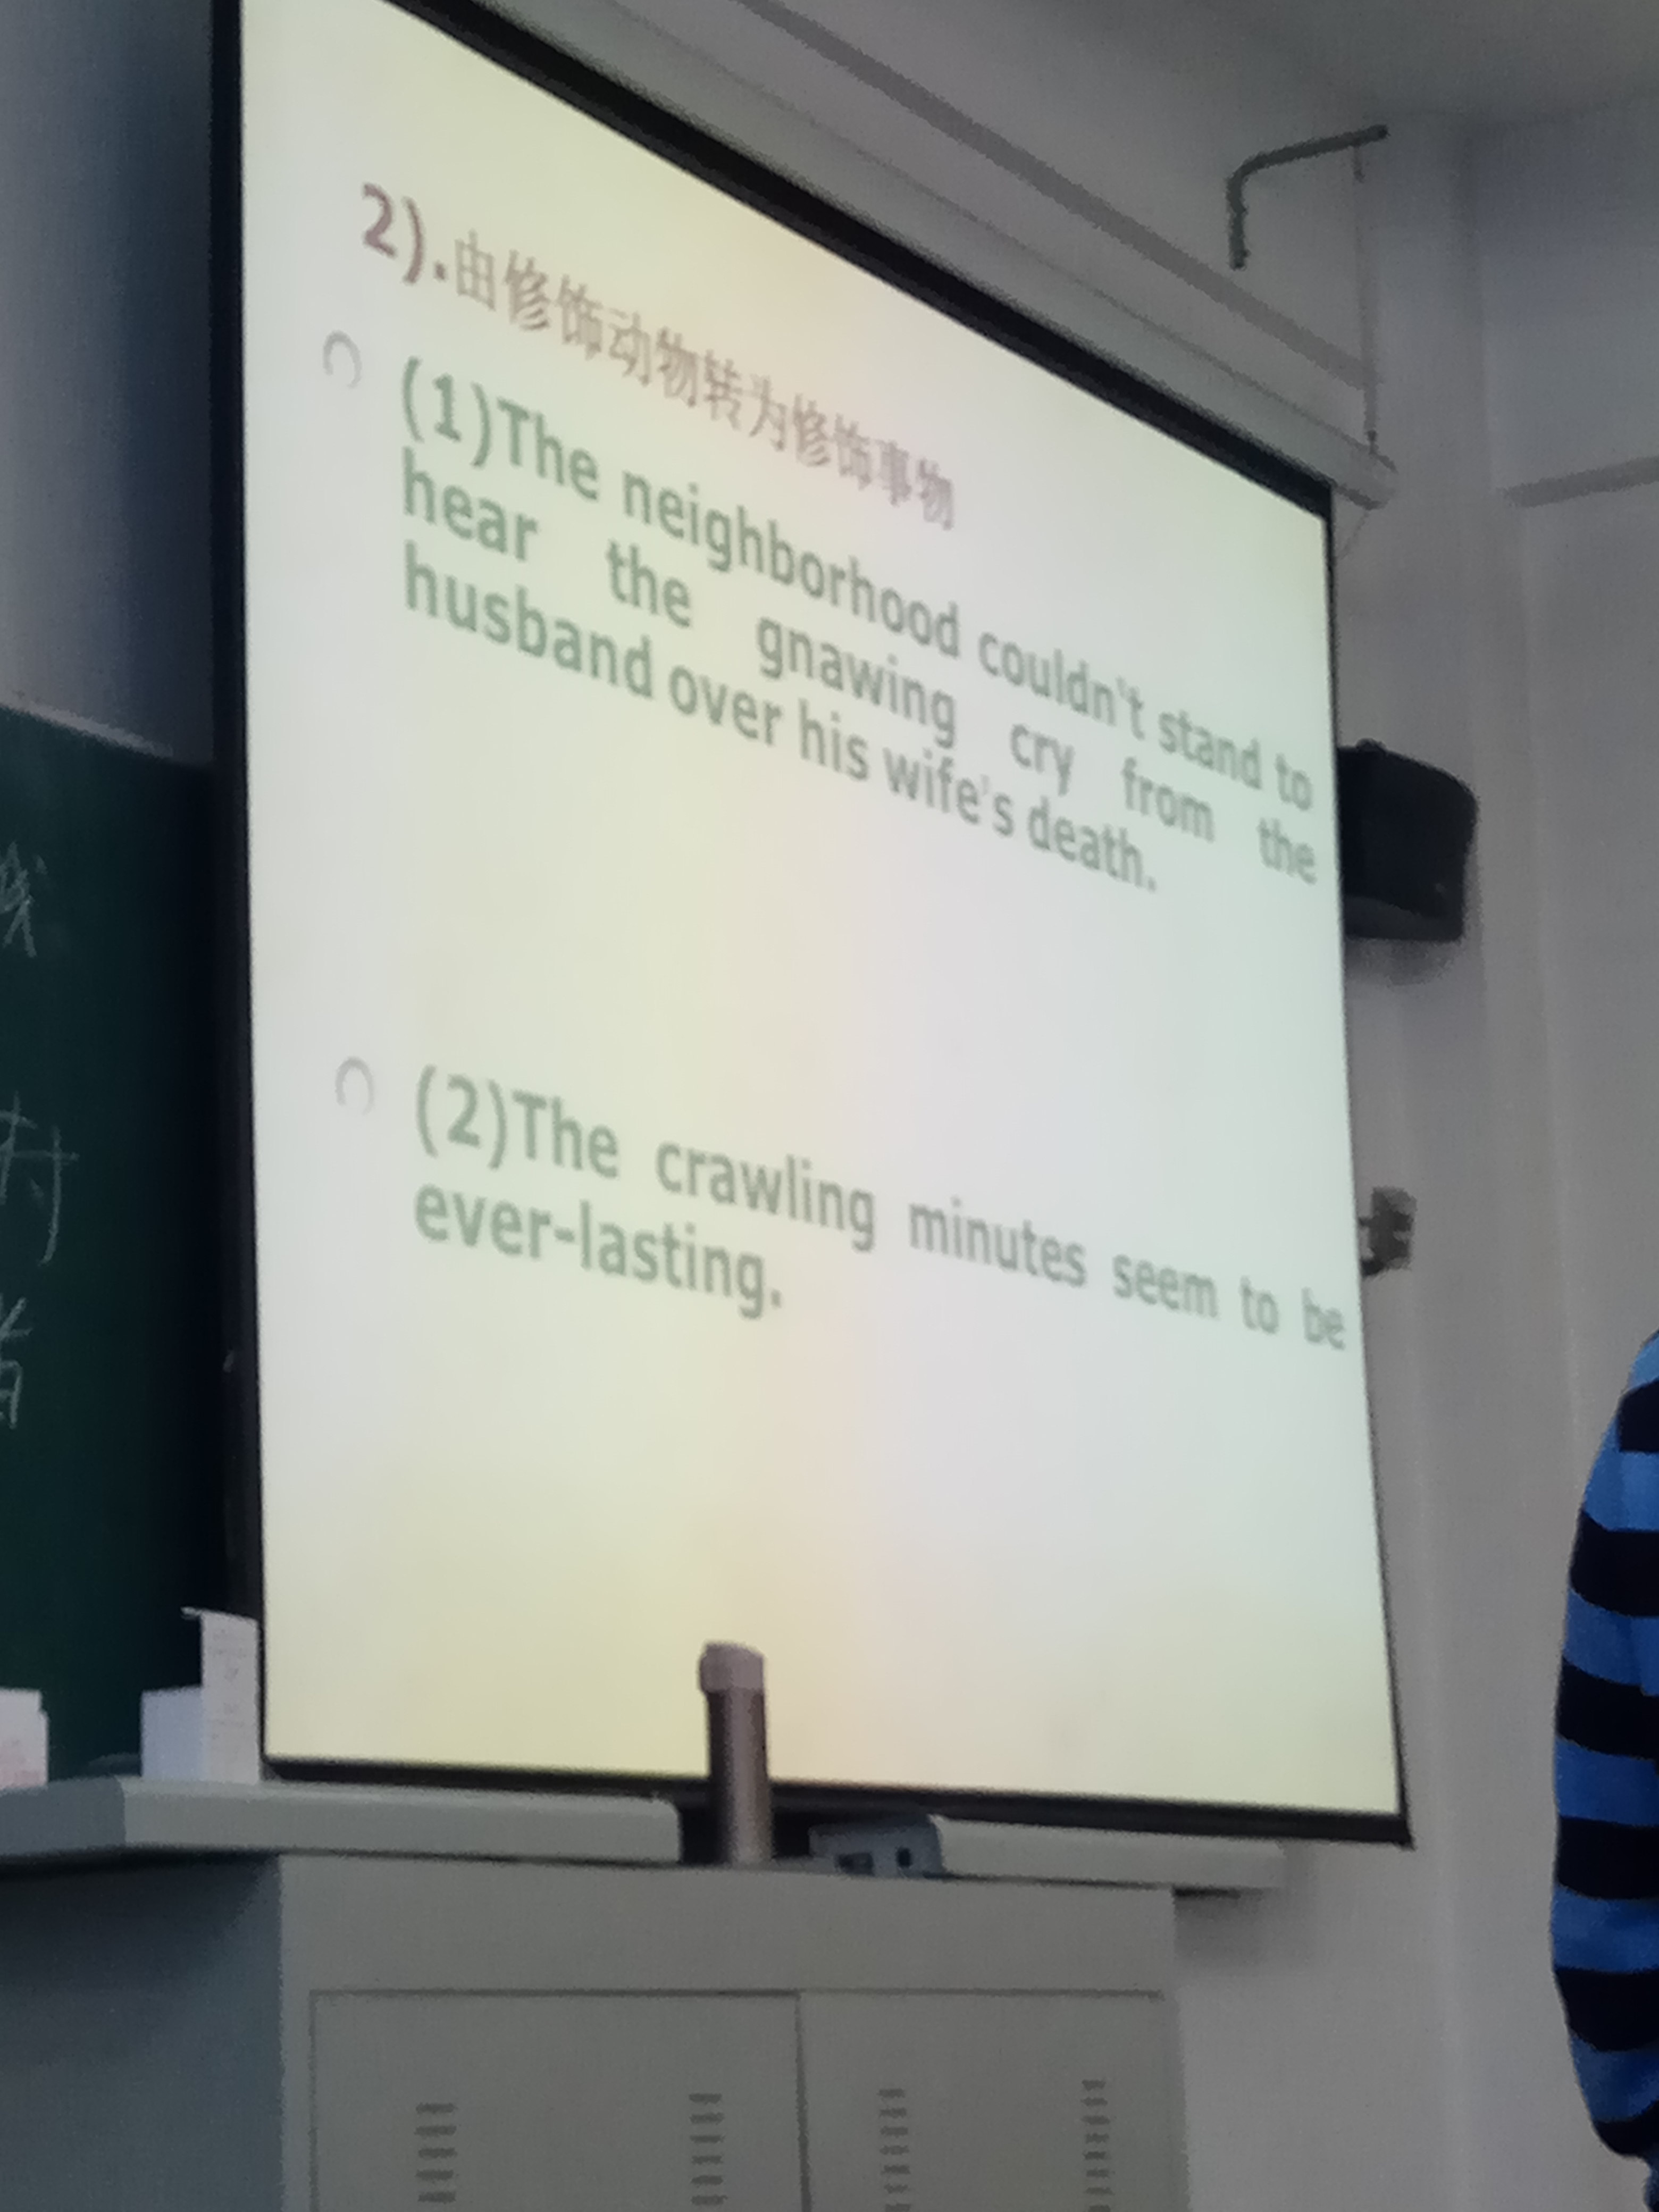 2).由修饰动物转为修饰事物
(1)The neighborhood couldn't stand to
hear the gnawing cry from the
husband over his wife's death.
(2)The crawling minutes seem to be
ever-lasting.